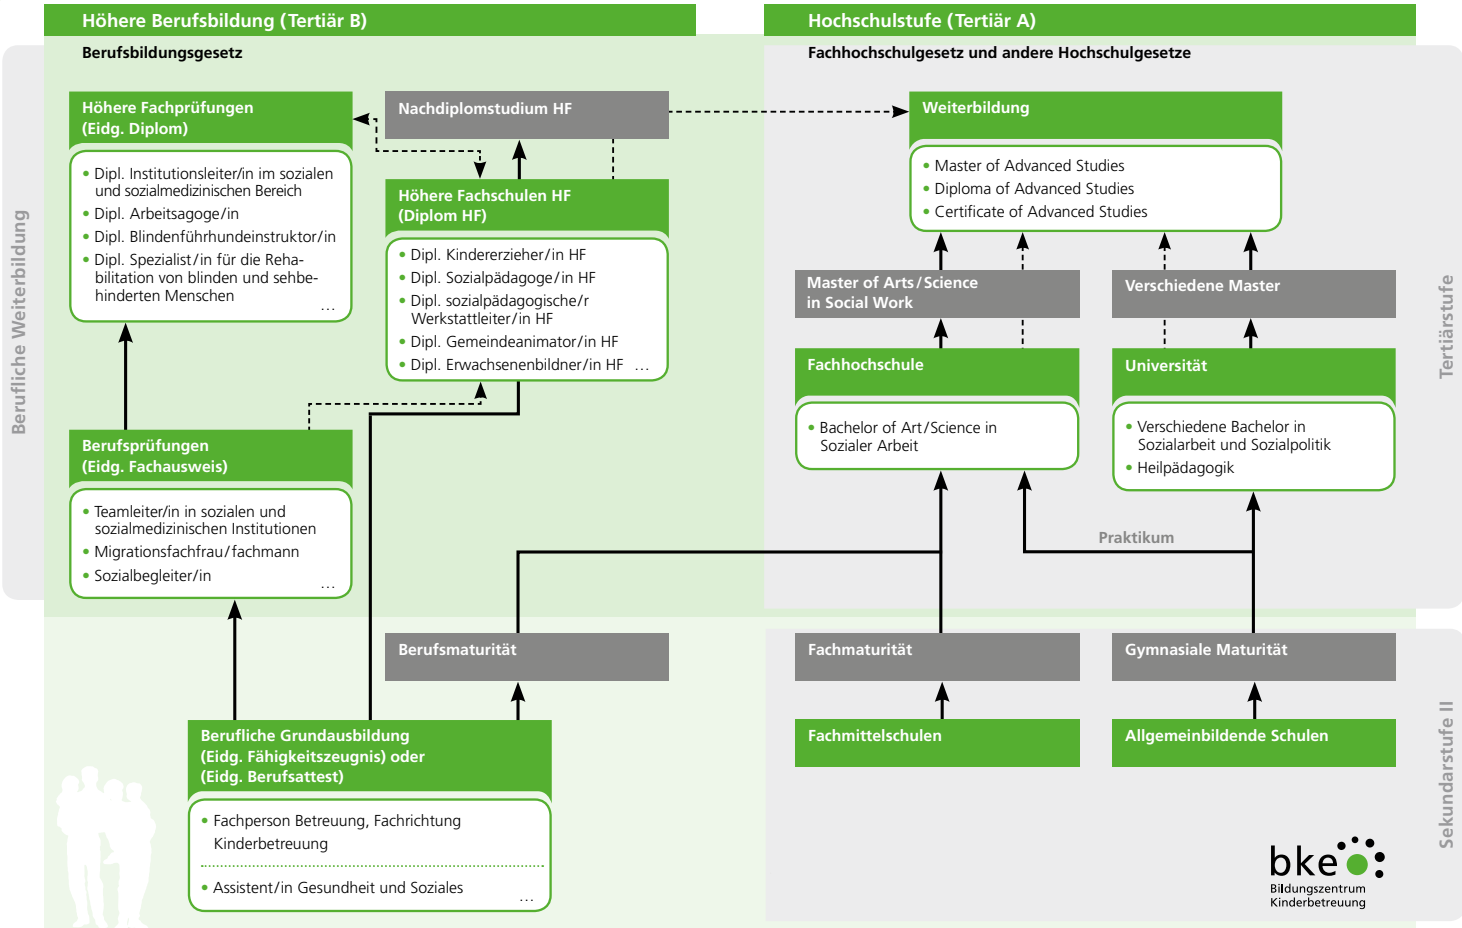 Höhere Berufsbildung (Tertiär B)
Berufsbildungsgesetz
Berufliche Weiterbildung
Höhere Fachprüfungen
(Eidg. Diplom)
• Dipl. Institutionsleiter/in im sozialen
und sozialmedizinischen Bereich
• Dipl. Arbeitsagoge/in
• Dipl. Blindenführhundeinstruktor/in
• Dipl. Spezialist/in für die Reha-
bilitation von blinden und sehbe-
hinderten Menschen
...
Nachdiplomstudium HF
Höhere Fachschulen HF
(Diplom HF)
• Dipl. Kindererzieher/in HF
• Dipl. Sozialpädagoge/in HF
• Dipl. sozialpädagogische/r
Werkstattleiter/in HF
• Dipl. Gemeindeanimator/in HF
• Dipl. Erwachsenenbildner/in HF ...
Berufsprüfungen
(Eidg. Fachausweis)
• Teamleiter/in in sozialen und
sozialmedizinischen Institutionen
• Migrationsfachfrau/fachmann
• Sozialbegleiter/in
...
Berufsmaturität
Berufliche Grundausbildung
(Eidg. Fähigkeitszeugnis) oder
(Eidg. Berufsattest)
• Fachperson Betreuung, Fachrichtung
Kinderbetreuung
• Assistent/in Gesundheit und Soziales
...
Hochschulstufe (Tertiär A)
Fachhochschulgesetz und andere Hochschulgesetze
Weiterbildung
• Master of Advanced Studies
• Diploma of Advanced Studies
• Certificate of Advanced Studies
Master of Arts/Science
in Social Work
Verschiedene Master
Fachhochschule
• Bachelor of Art/Science in
Sozialer Arbeit
Universität
• Verschiedene Bachelor in
Sozialarbeit und Sozialpolitik
• Heilpädagogik
Praktikum
Tertiärstufe
Fachmaturität
Gymnasiale Maturität
Fachmittelschulen
Allgemeinbildende Schulen
Sekundarstufe II
bke
Bildungszentrum
Kinderbetreuung